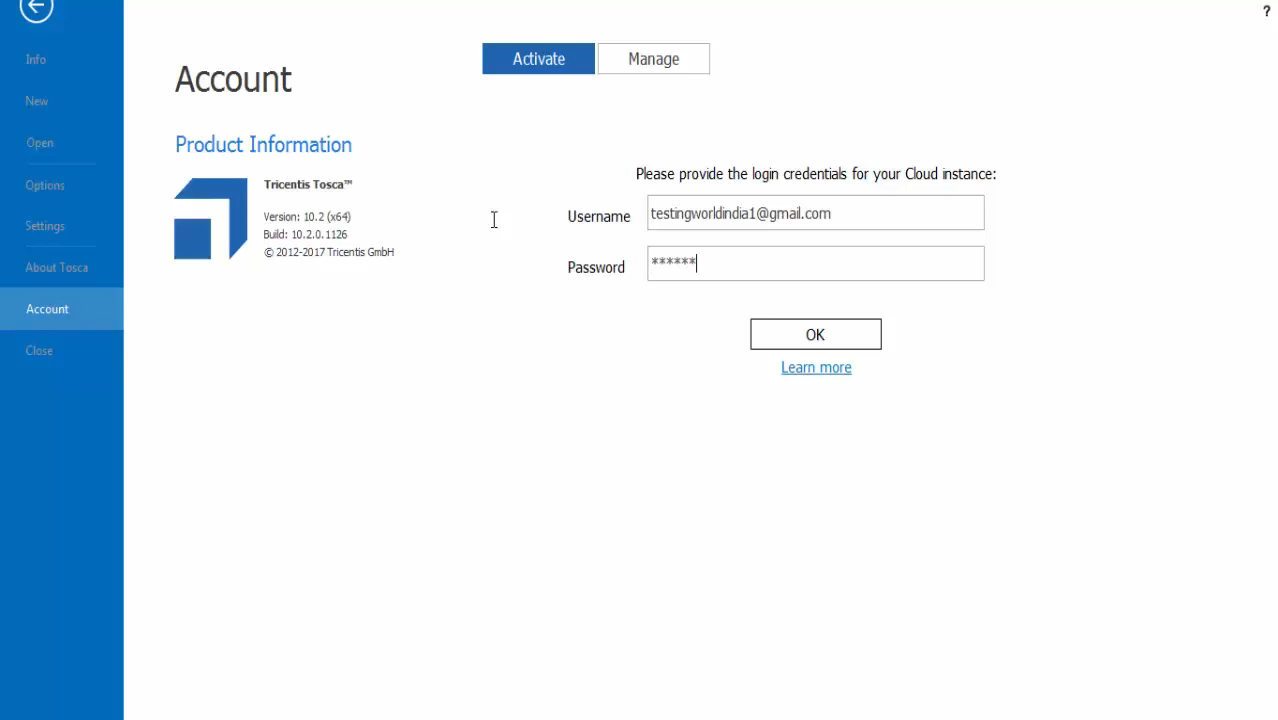 ?
Info
New
Open
Options
Settings
About Tosca
Account
Close
Account
Activate
Manage
Product Information
Tricentis Tosca™
Version: 10.2 (x64)
Build: 10.2.0.1126
© 2012-2017 Tricentis GmbH
Please provide the login credentials for your Cloud instance:
Username testingworldindia1@gmail.com
Password ******
OK
Learn more